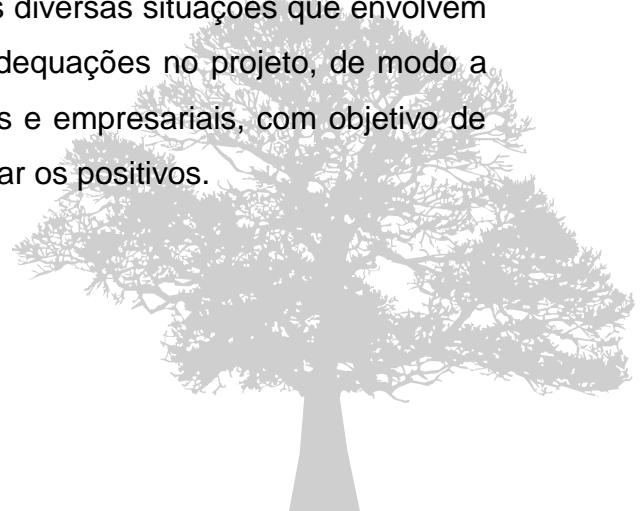 diversas situações que envolvem
dequações no projeto, de modo a
s e empresariais, com objetivo de
ar os positivos.